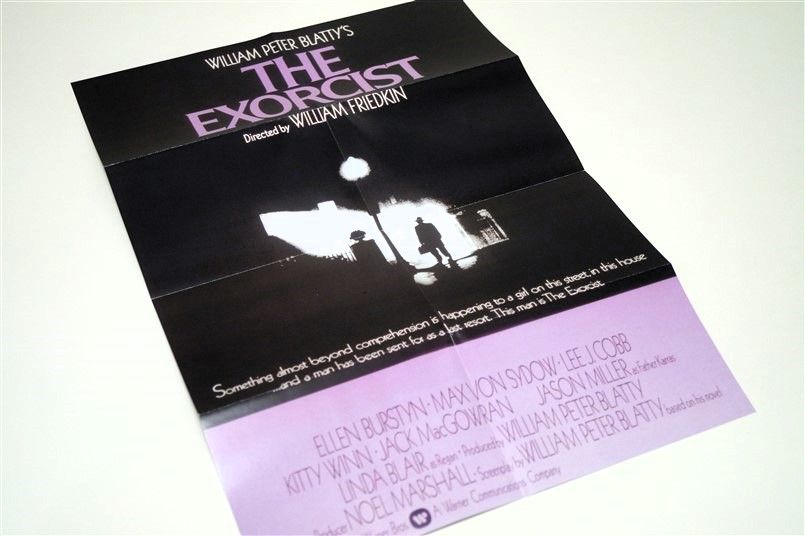 WILLIAM PETER BLATTY'S
THE
EXORCIST
Directed by WILLIAM FRIEDKIN
Something almost beyond comprehension is happening to a girl on this street, in this house
...and a man has been sent for as a last resort. This man is The Exorcist.
ELLEN BURSTYN · MAX VON SYDOW · LEE J. COBB
KITTY WINN · JACK MacGOWRAN JASON MILLER as Father Karras
LINDA BLAIR as Regan · Produced by WILLIAM PETER BLATTY
Producer NOEL MARSHALL · Screenplay by WILLIAM PETER BLATTY based on his novel
Bros. A Warner Communications Company